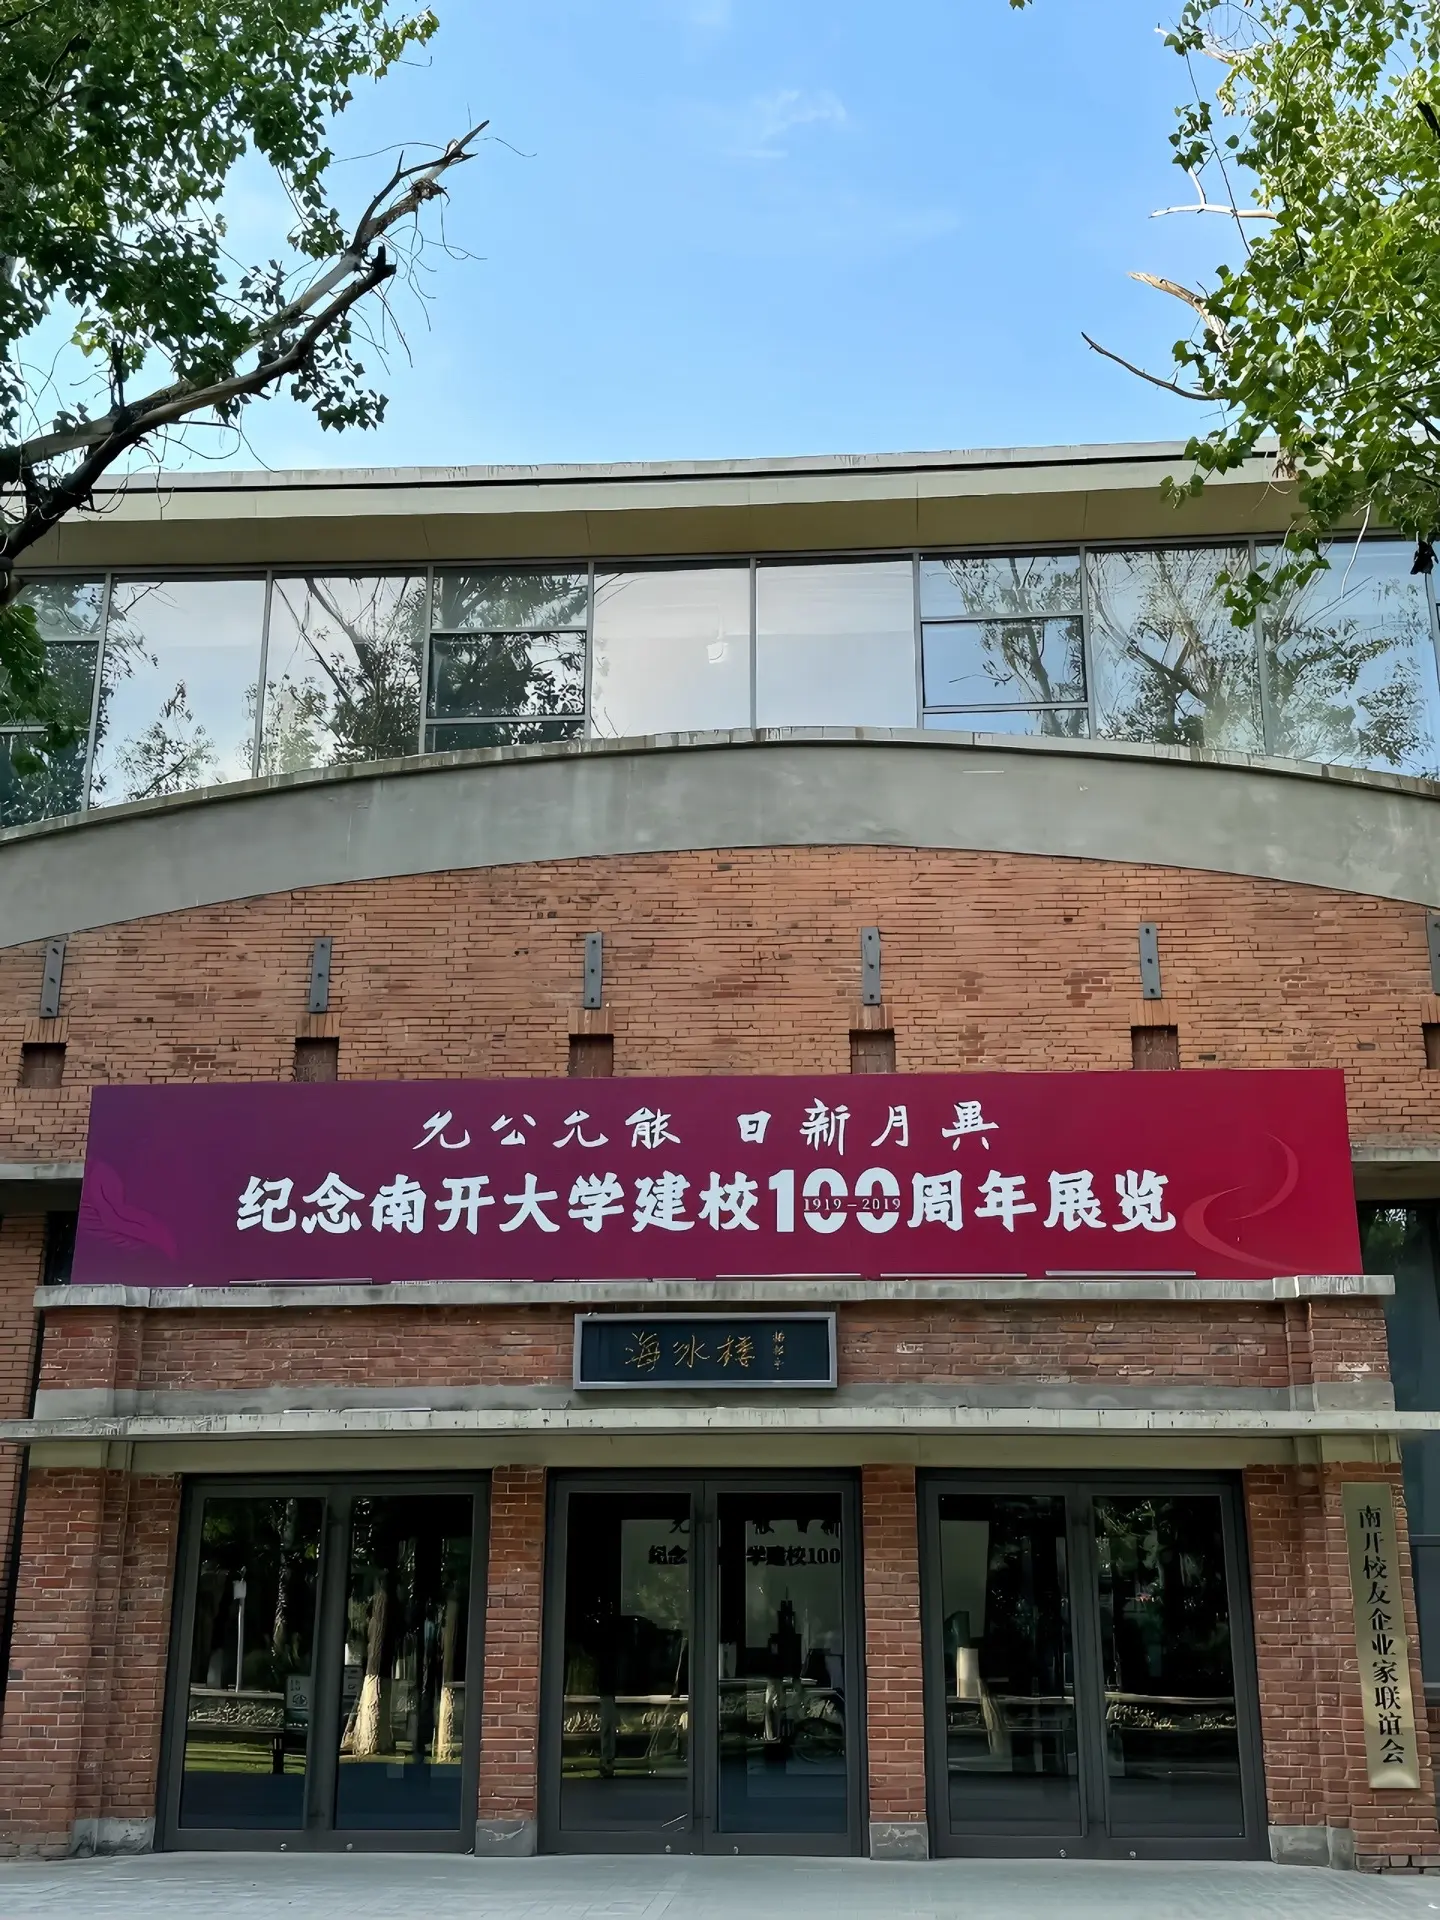 允公允能 日新月異
纪念南开大学建校100周年展览
1919-2019
海冰楼
南开校友企业家联谊会